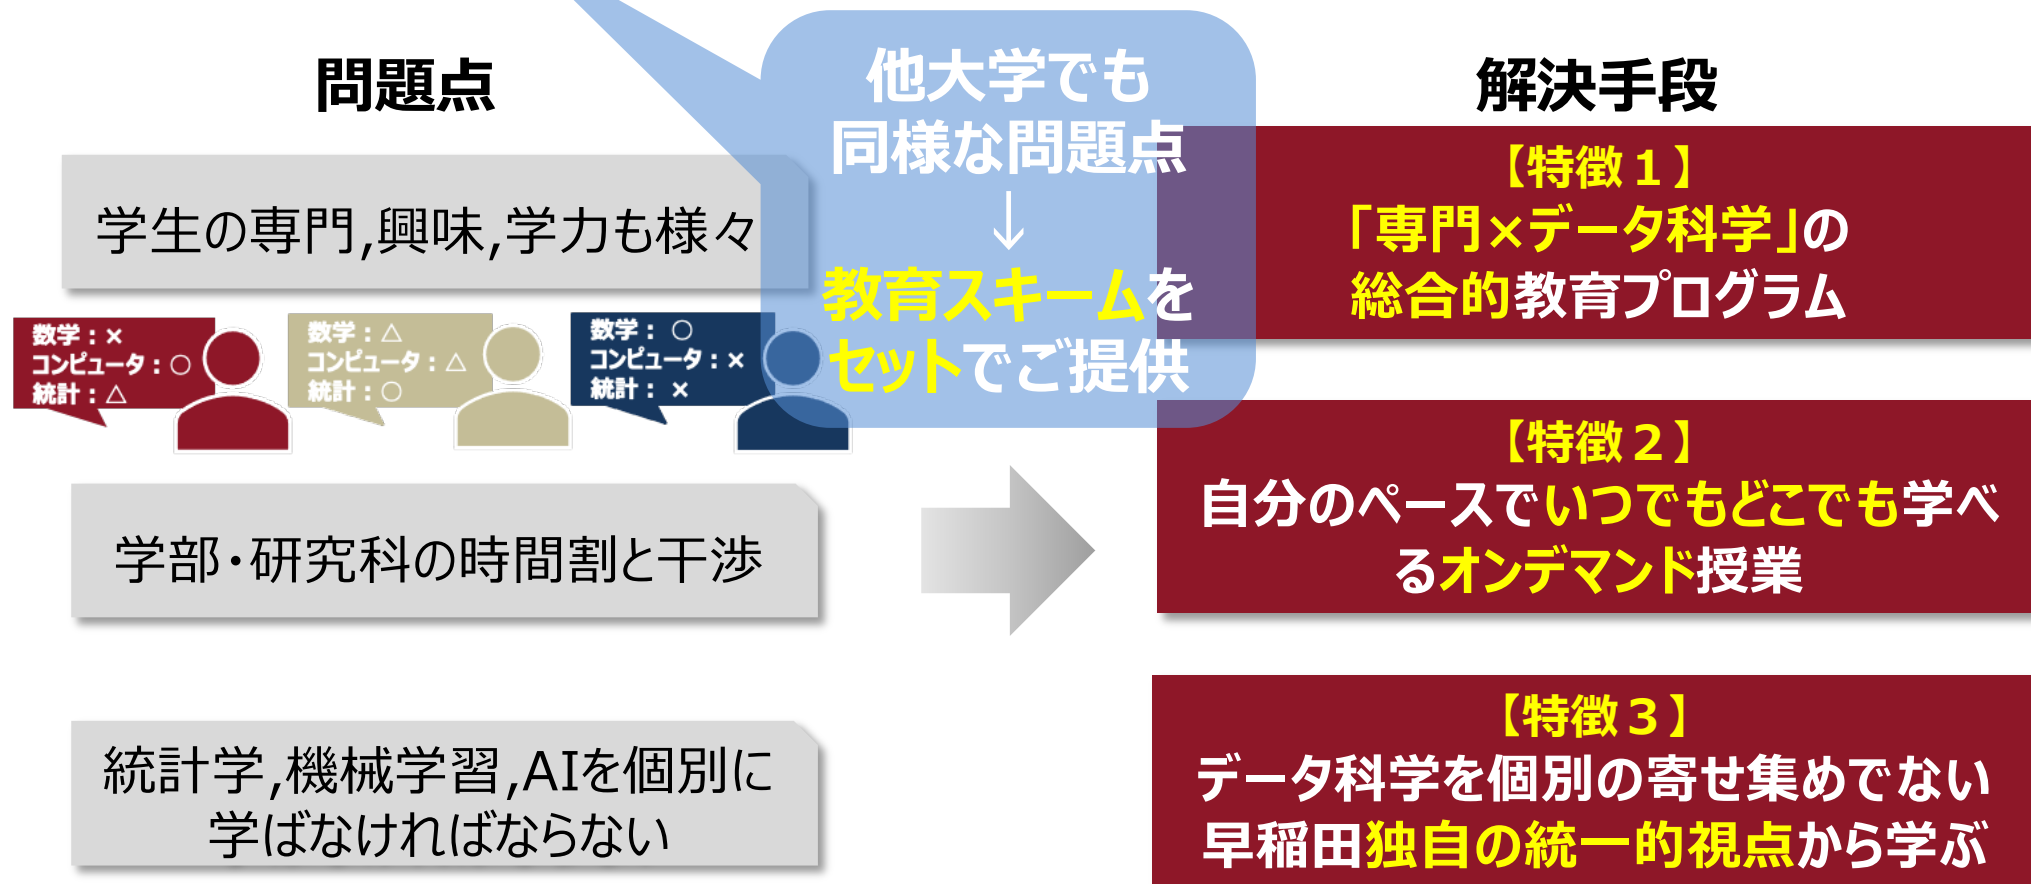 問題点
学生の専門,興味,学力も様々
数学：×
コンピュータ：○
統計：△
数学：△
コンピュータ：△
統計：○
数学：○
コンピュータ：×
統計：×
学部・研究科の時間割と干渉
統計学,機械学習,AIを個別に
学ばなければならない
他大学でも
同様な問題点
↓
教育スキームを
セットでご提供
解決手段
【特徴１】
「専門×データ科学」の
総合的教育プログラム
【特徴２】
自分のペースでいつでもどこでも学べ
るオンデマンド授業
【特徴３】
データ科学を個別の寄せ集めでない
早稲田独自の統一的視点から学ぶ